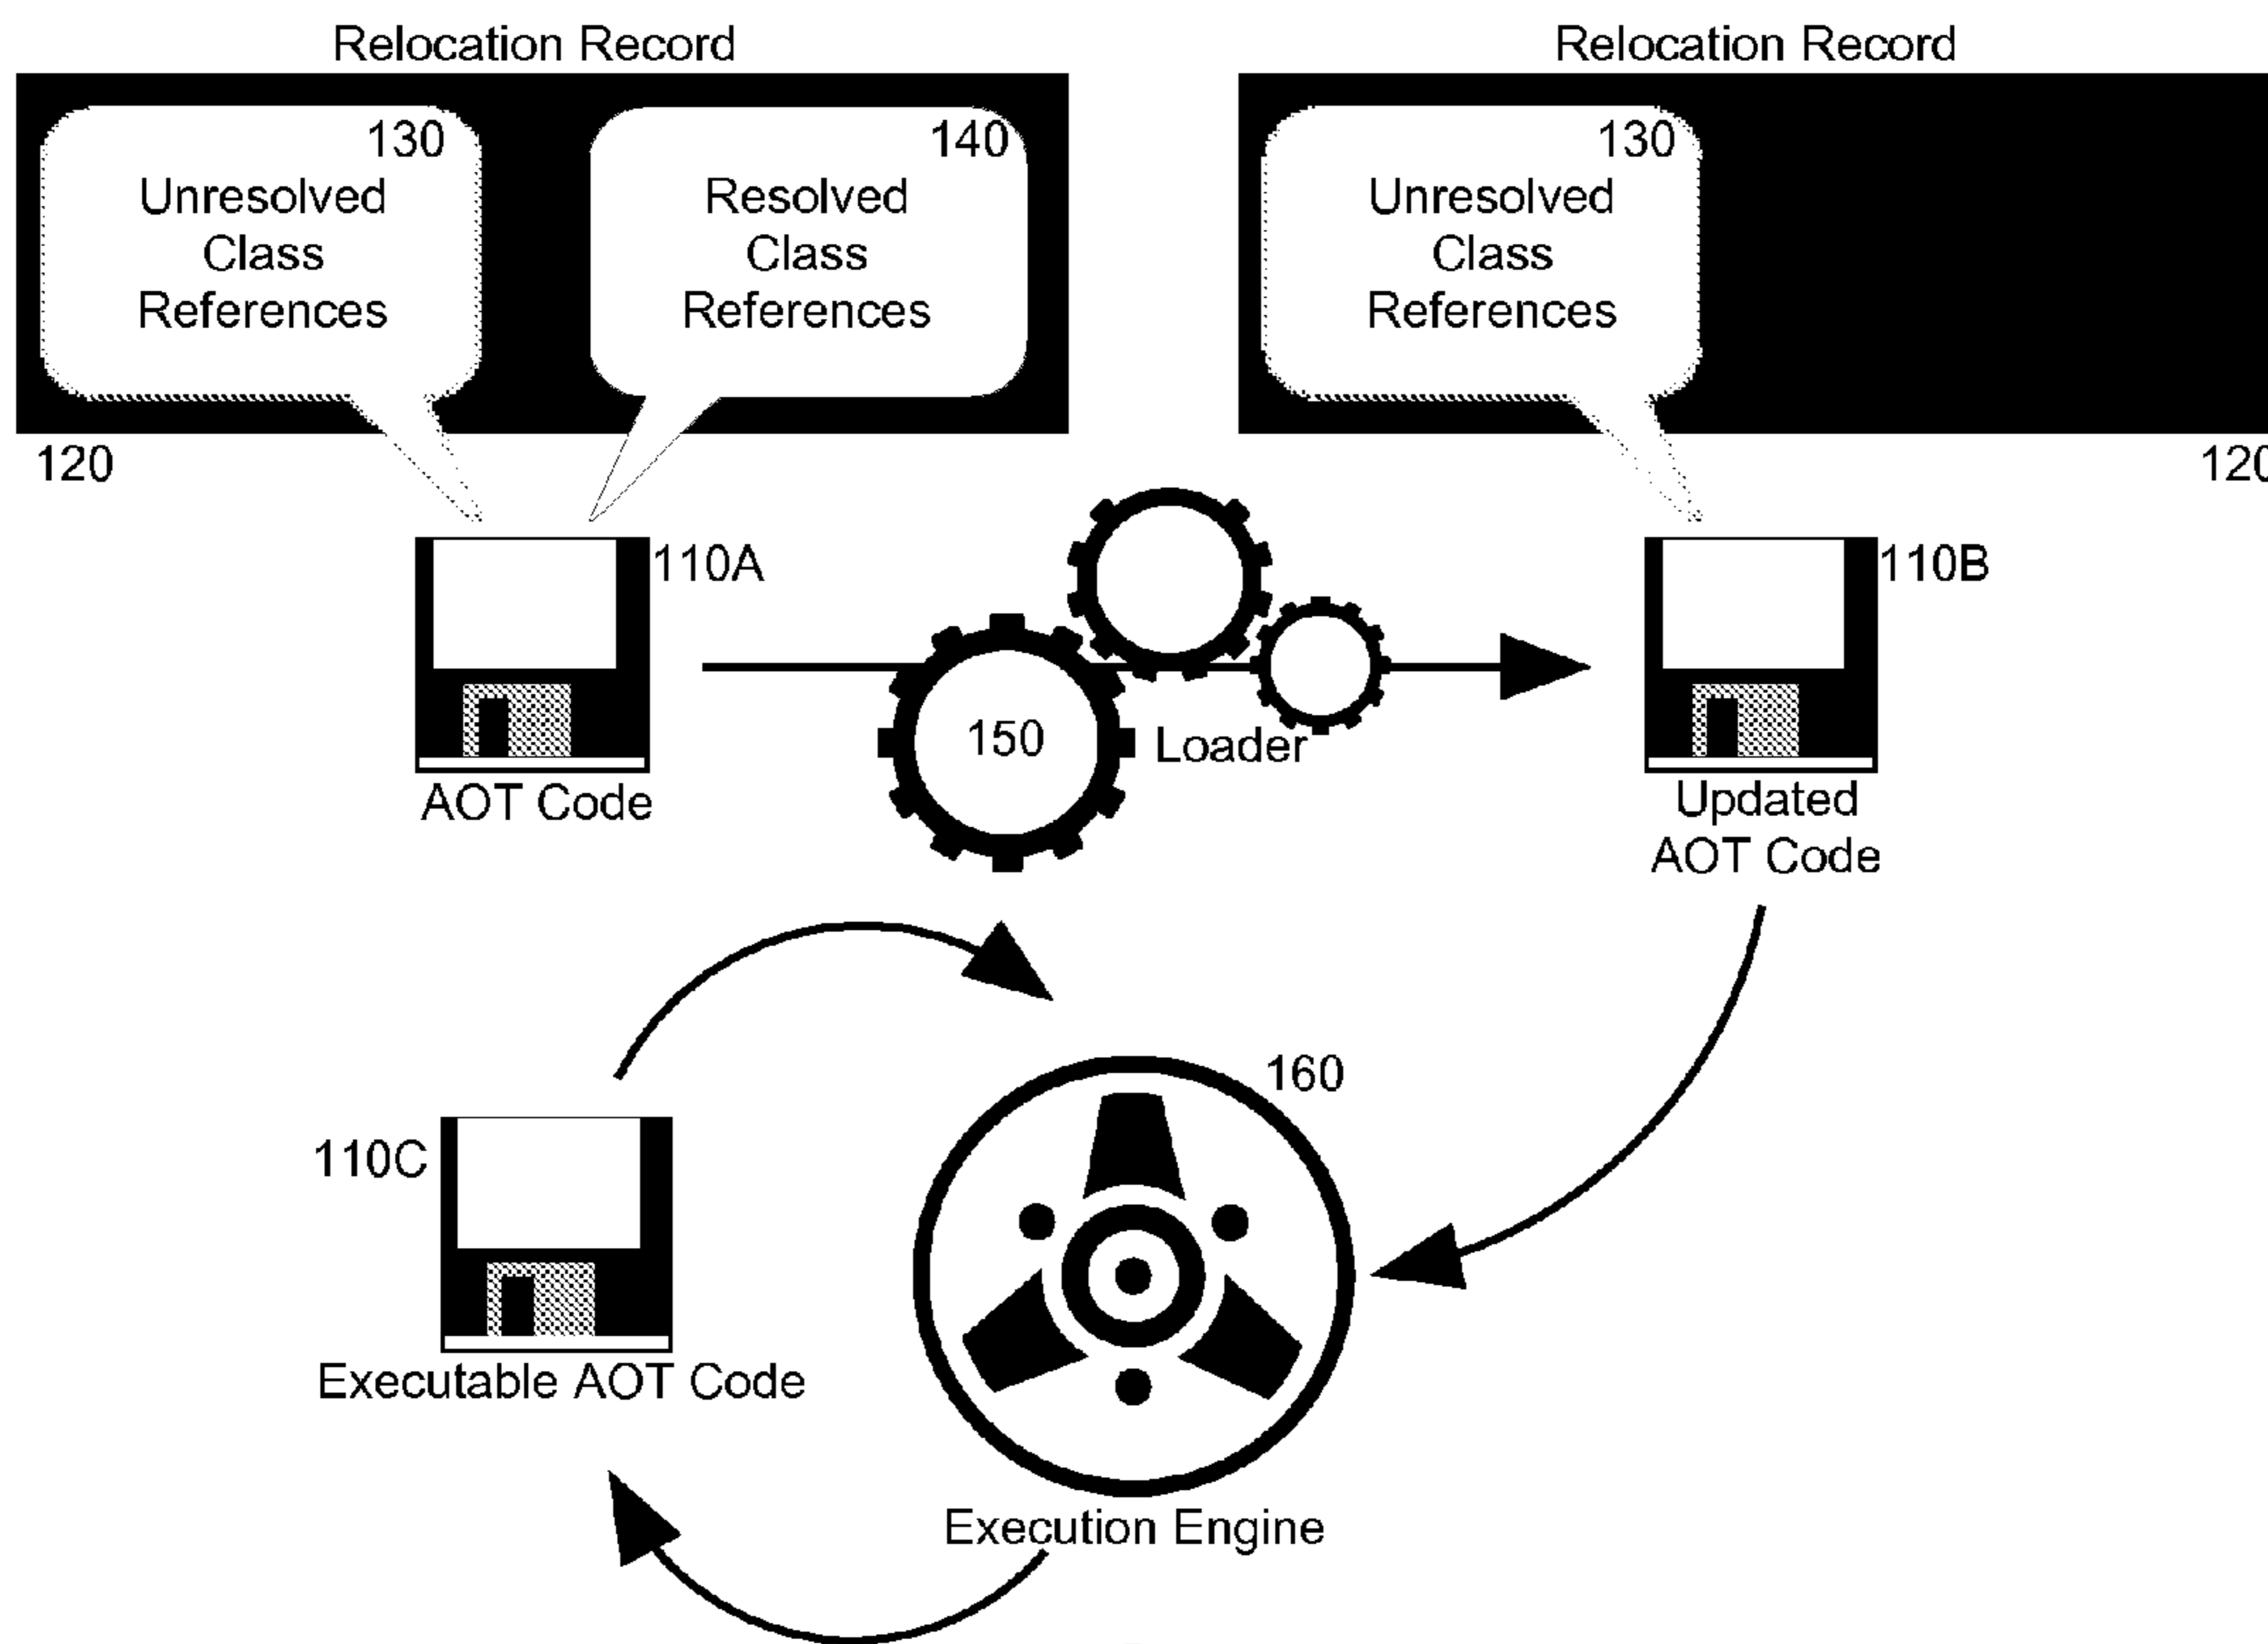 Relocation Record
Relocation Record
130
Unresolved
Class
References
140
Resolved
Class
References
130
Unresolved
Class
References
120
120
110A
110B
150
Loader
AOT Code
Updated
AOT Code
160
110C
Executable AOT Code
Execution Engine